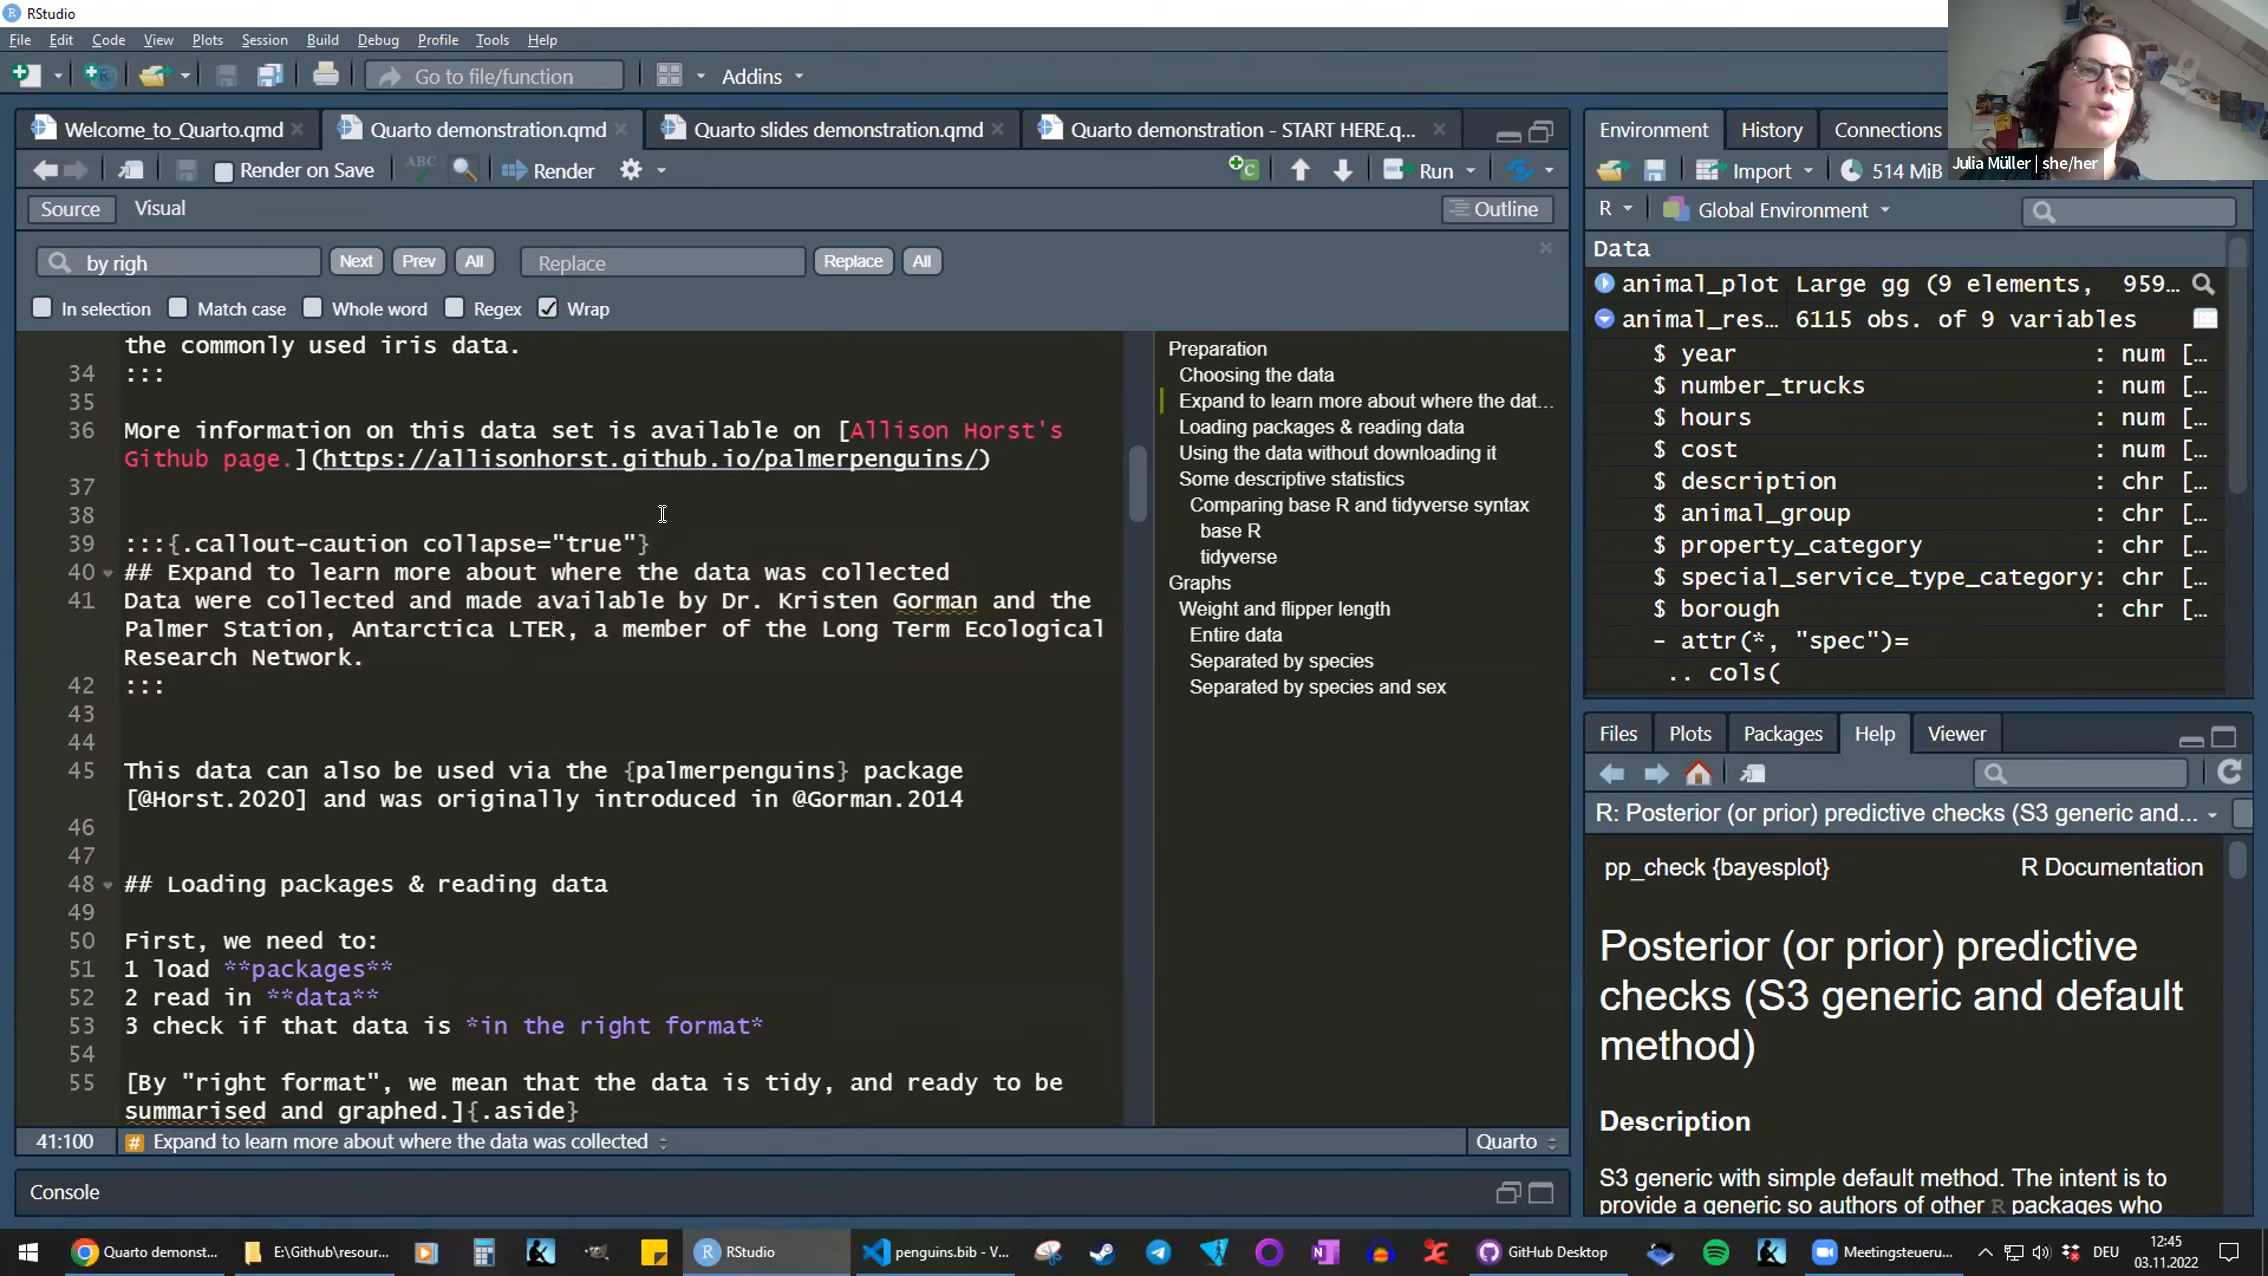 RStudio
File Edit Code View Plots Session Build Debug Profile Tools Help
Go to file/function Addins
Welcome_to_Quarto.qmd Quarto demonstration.qmd Quarto slides demonstration.qmd Quarto demonstration - START HERE.q...
Render on Save ABC Render Run
Source Visual Outline
by righ Next Prev All Replace Replace All
In selection Match case Whole word Regex Wrap
the commonly used iris data.
34 :::
35
36 More information on this data set is available on [Allison Horst's
Github page.](https://allisonhorst.github.io/palmerpenguins/)
37
38
39 :::{.callout-caution collapse="true"}
40 ## Expand to learn more about where the data was collected
41 Data were collected and made available by Dr. Kristen Gorman and the
Palmer Station, Antarctica LTER, a member of the Long Term Ecological
Research Network.
42 :::
43
44
45 This data can also be used via the {palmerpenguins} package
[@Horst.2020] and was originally introduced in @Gorman.2014
46
47
48 ## Loading packages & reading data
49
50 First, we need to:
51 1 load **packages**
52 2 read in **data**
53 3 check if that data is *in the right format*
54
55 [By "right format", we mean that the data is tidy, and ready to be
summarised and graphed.]{.aside}
Preparation
Choosing the data
Expand to learn more about where the dat...
Loading packages & reading data
Using the data without downloading it
Some descriptive statistics
Comparing base R and tidyverse syntax
base R
tidyverse
Graphs
Weight and flipper length
Entire data
Separated by species
Separated by species and sex
41:100 # Expand to learn more about where the data was collected Quarto
Console
Julia Müller | she/her
Environment History Connections
Import 514 MiB
R Global Environment
Data
animal_plot Large gg (9 elements, 959...
animal_res... 6115 obs. of 9 variables
$ year : num [...
$ number_trucks : num [...
$ hours : num [...
$ cost : num [...
$ description : chr [...
$ animal_group : chr [...
$ property_category : chr [...
$ special_service_type_category: chr [...
$ borough : chr [...
- attr(*, "spec")=
.. cols(
Files Plots Packages Help Viewer
R: Posterior (or prior) predictive checks (S3 generic and...
pp_check {bayesplot} R Documentation
Posterior (or prior) predictive
checks (S3 generic and default
method)
Description
S3 generic with simple default method. The intent is to
provide a generic so authors of other R packages who
Quarto demonst... E:\Github\resour... RStudio penguins.bib - V... GitHub Desktop Meetingsteueru... DEU 12:45
03.11.2022